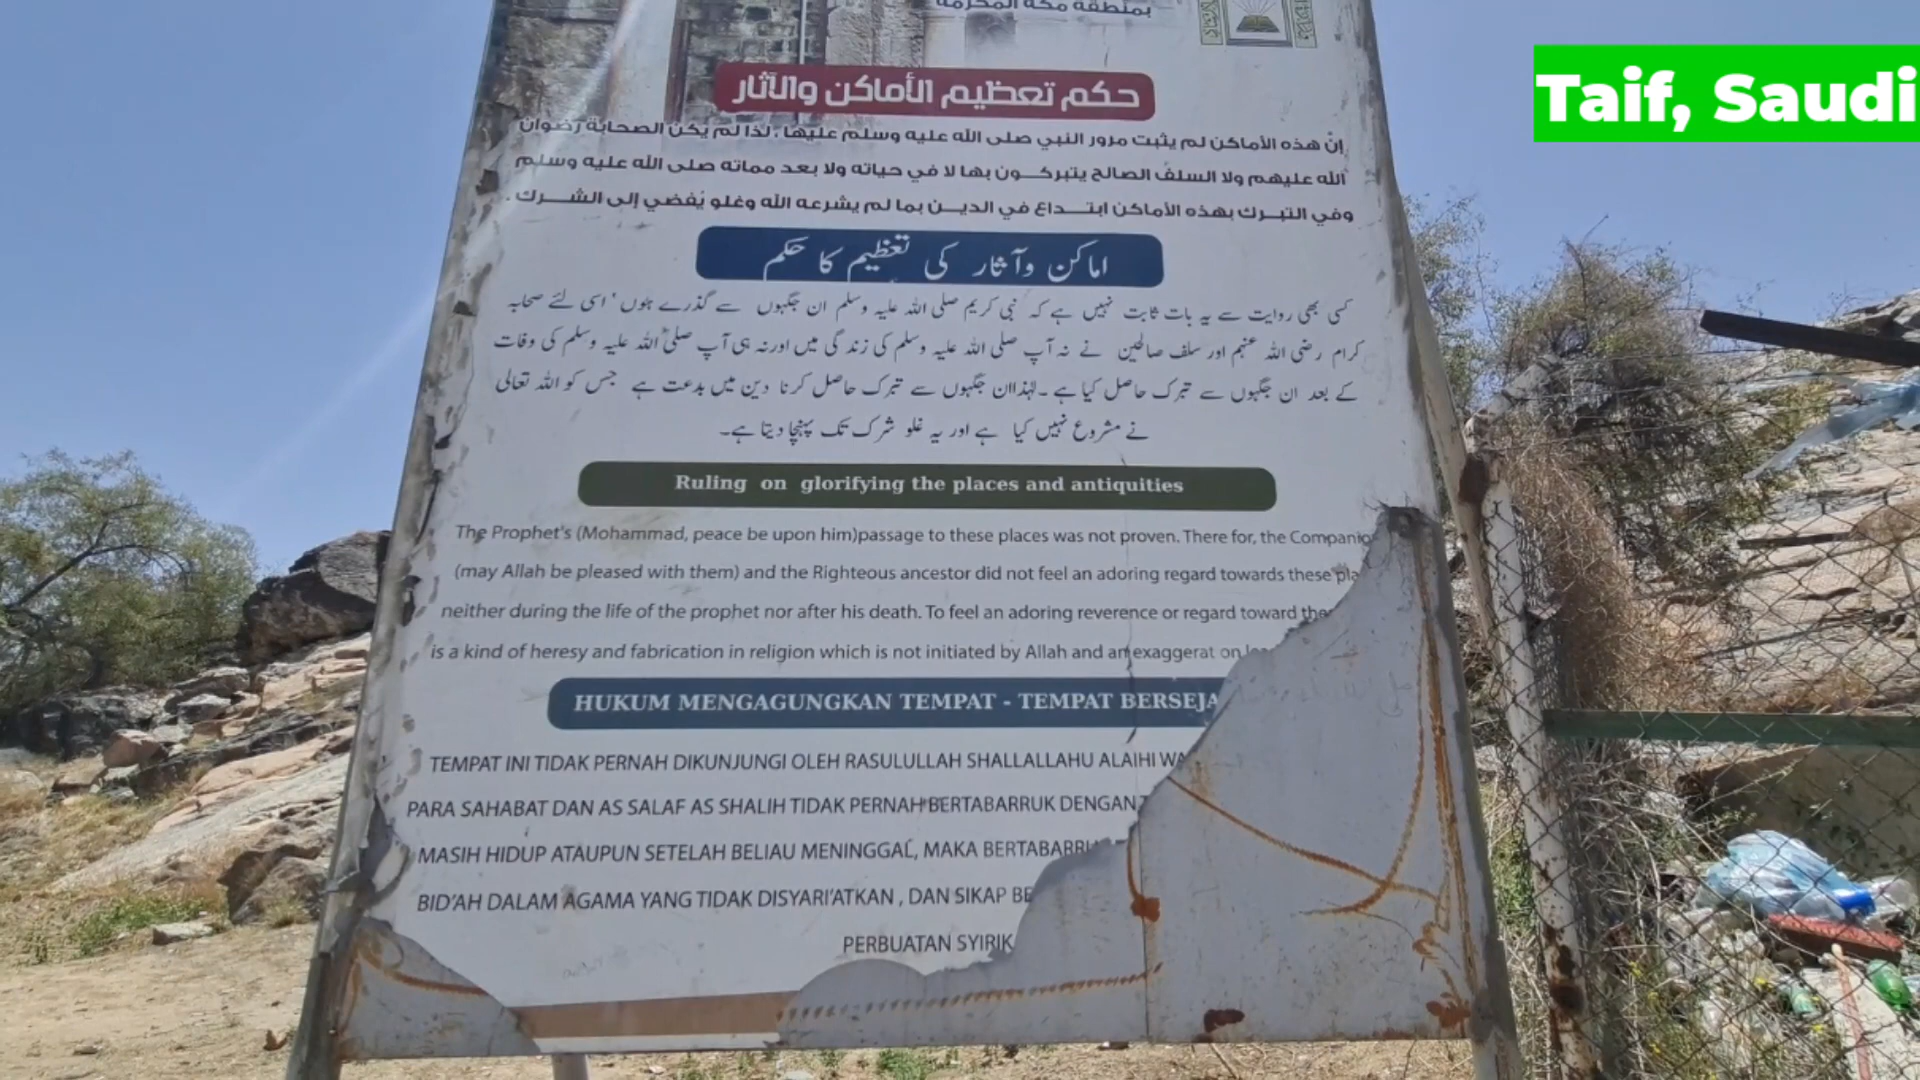 بمنطقة مكة المكرمة
Taif, Saudi
حكم تعظيم الأماكن والآثار
إنّ هذه الأماكن لم يثبت مرور النبي صلى الله عليه وسلم عليها ، لذا لم يكن الصحابة رضوان
الله عليهم ولا السلف الصالح يتبركون بها لا في حياته ولا بعد مماته صلى الله عليه وسلم
وفي التبرك بهذه الأماكن ابتداع في الدين بما لم يشرعه الله وغلو يُفضي إلى الشرك .
اماکن وآثار کی تعظیم کا حکم
کسی بھی روایت سے یہ بات ثابت نہیں ہے کہ نبی کریم صلی اللہ علیہ وسلم ان جگہوں سے گذرے ہوں ' اسی لئے صحابہ
کرام رضی اللہ عنہم اور سلف صالحین نے نہ آپ صلی اللہ علیہ وسلم کی زندگی میں اور نہ ہی آپ صلی اللہ علیہ وسلم کی وفات
کے بعد ان جگہوں سے تبرک حاصل کیا ہے ۔ لہٰذا ان جگہوں سے تبرک حاصل کرنا دین میں بدعت ہے جس کو اللہ تعالی
نے مشروع نہیں کیا ہے اور یہ غلو شرک تک پہنچا دیتا ہے۔
Ruling on glorifying the places and antiquities
The Prophet's (Mohammad, peace be upon him)passage to these places was not proven. There for, the Companio
(may Allah be pleased with them) and the Righteous ancestor did not feel an adoring regard towards these pla
neither during the life of the prophet nor after his death. To feel an adoring reverence or regard toward the
is a kind of heresy and fabrication in religion which is not initiated by Allah and an exaggerat on
HUKUM MENGAGUNGKAN TEMPAT - TEMPAT BERSEJA
TEMPAT INI TIDAK PERNAH DIKUNJUNGI OLEH RASULULLAH SHALLALLAHU ALAIHI WA
PARA SAHABAT DAN AS SALAF AS SHALIH TIDAK PERNAH BERTABARRUK DENGAN
MASIH HIDUP ATAUPUN SETELAH BELIAU MENINGGAL, MAKA BERTABARRU
BID'AH DALAM AGAMA YANG TIDAK DISYARI'ATKAN , DAN SIKAP BE
PERBUATAN SYIRIK